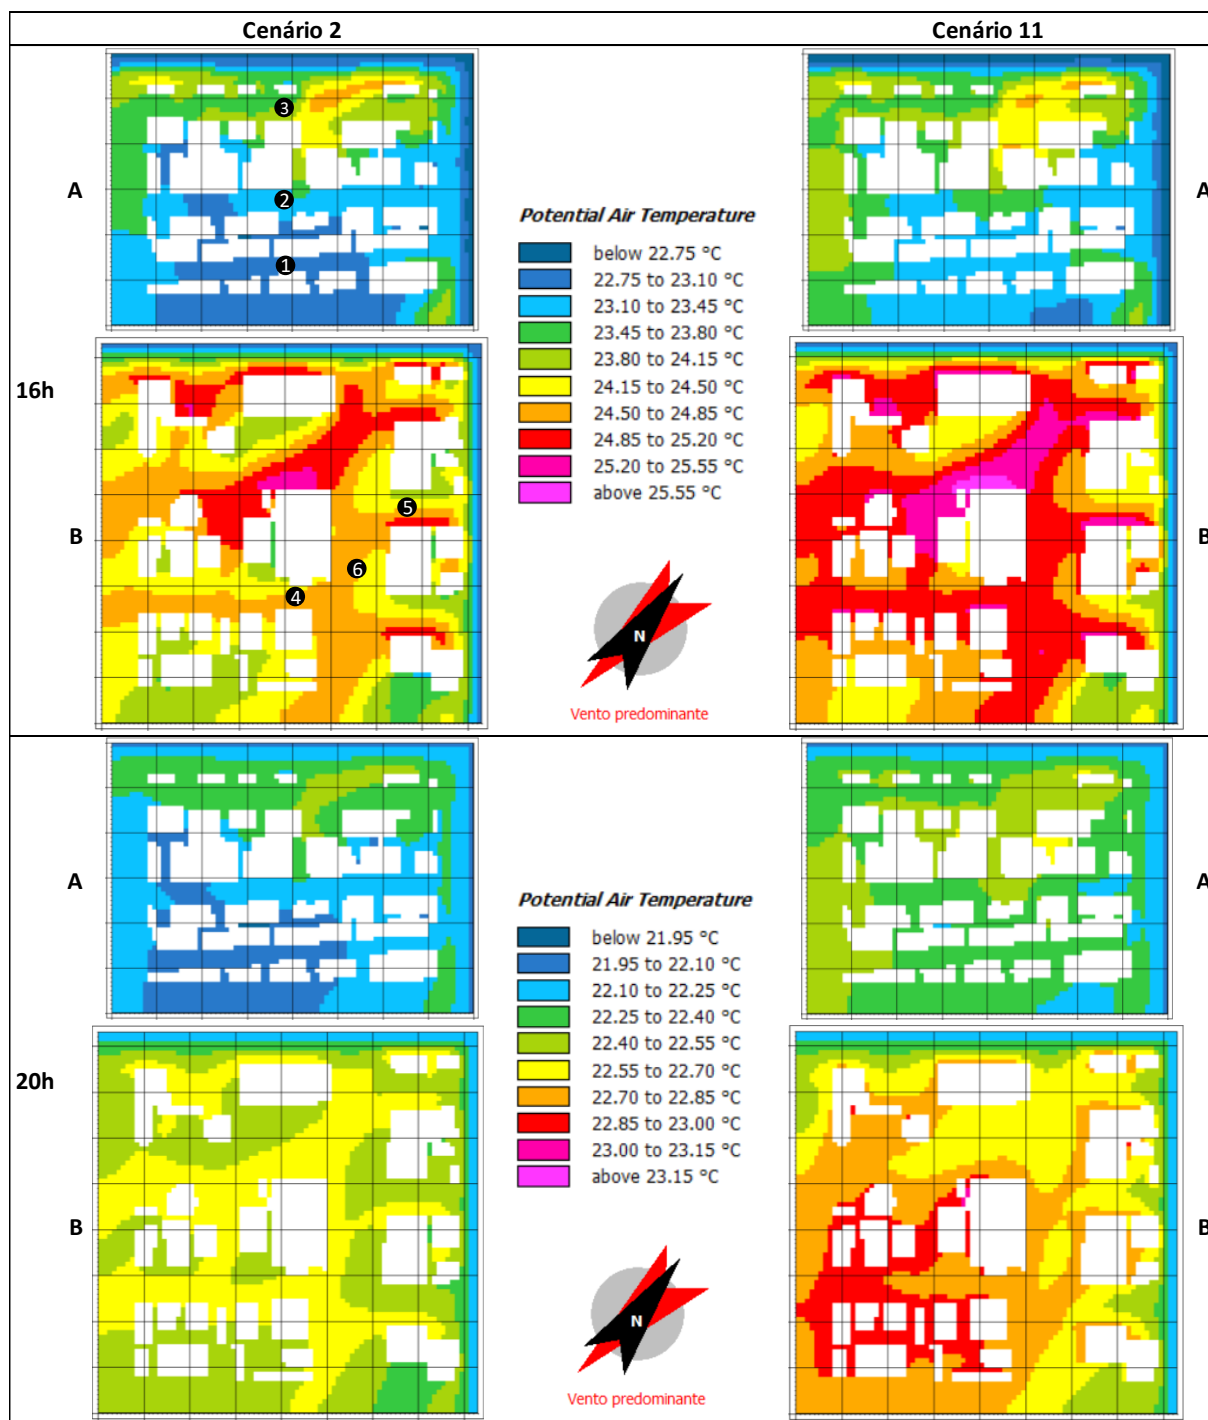 Cenário 2
Cenário 11
3
A
A
2
1
Potential Air Temperature
below 22.75 °C
22.75 to 23.10 °C
23.10 to 23.45 °C
23.45 to 23.80 °C
23.80 to 24.15 °C
24.15 to 24.50 °C
24.50 to 24.85 °C
24.85 to 25.20 °C
25.20 to 25.55 °C
above 25.55 °C
16h
5
B
B
6
4
N
Vento predominante
A
A
Potential Air Temperature
below 21.95 °C
21.95 to 22.10 °C
22.10 to 22.25 °C
22.25 to 22.40 °C
22.40 to 22.55 °C
22.55 to 22.70 °C
22.70 to 22.85 °C
22.85 to 23.00 °C
23.00 to 23.15 °C
above 23.15 °C
20h
B
B
N
Vento predominante